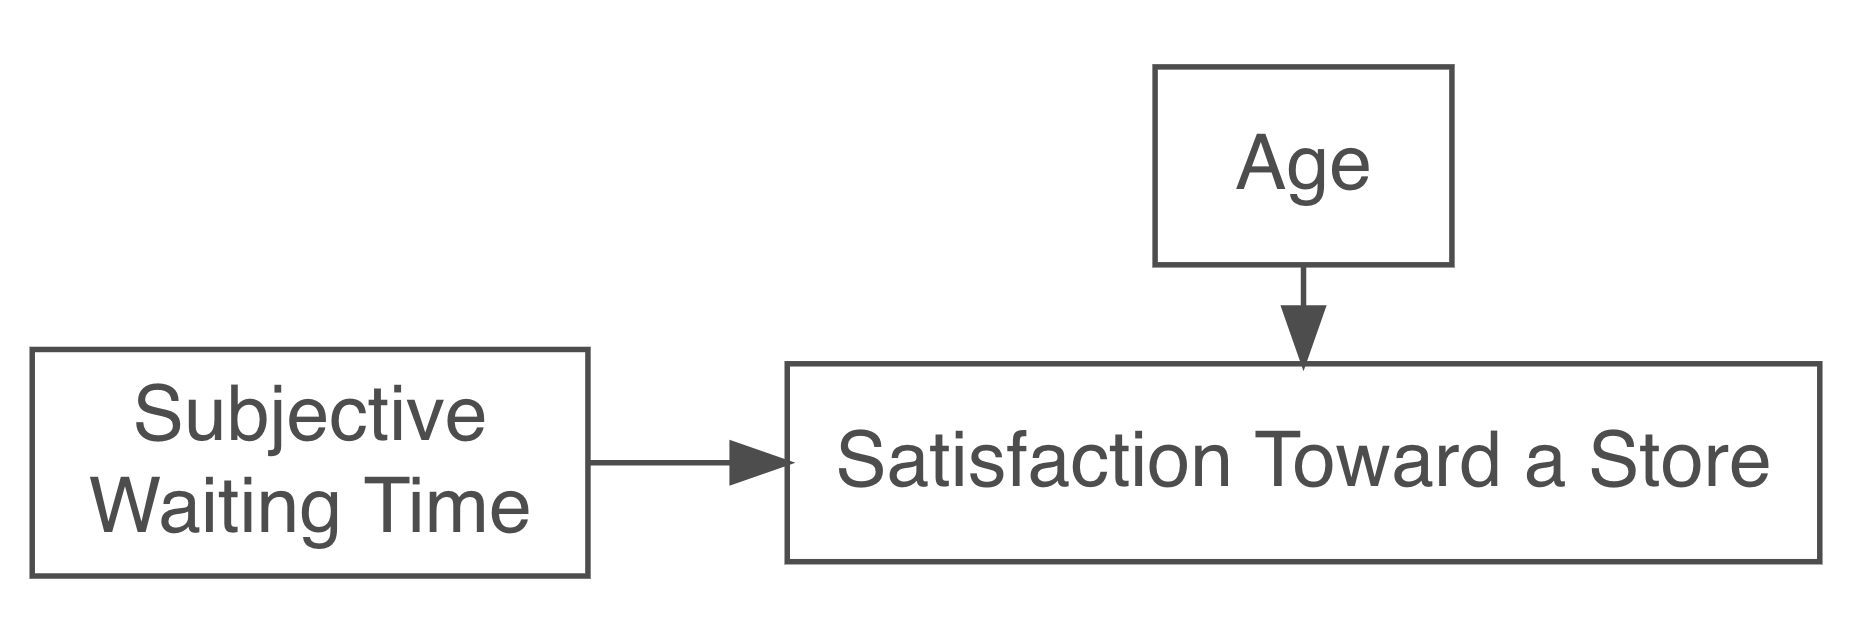 Age
Subjective
Waiting Time
Satisfaction Toward a Store